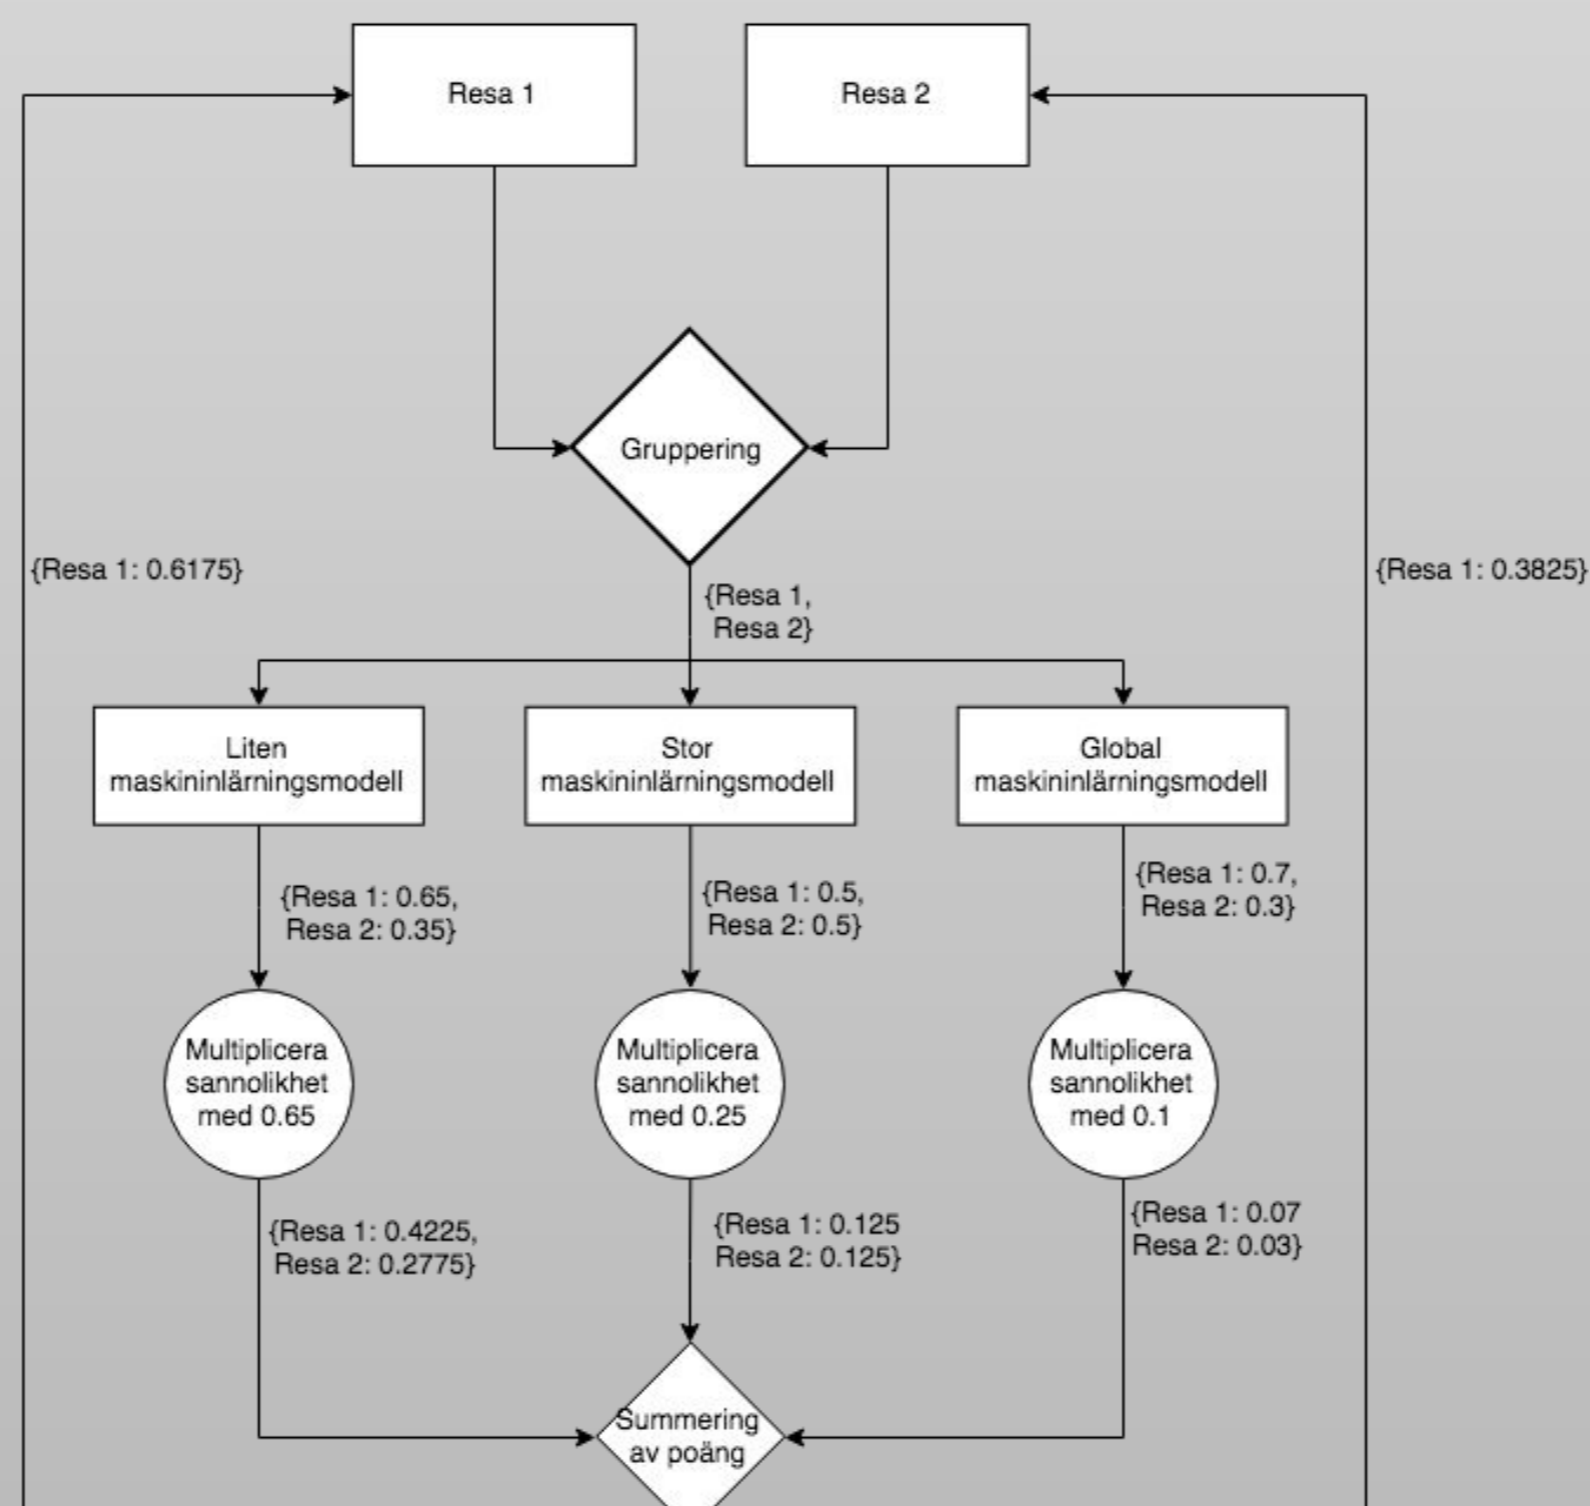 Resa 1
Resa 2
Gruppering
{Resa 1: 0.6175}
{Resa 1: 0.3825}
{Resa 1,
Resa 2}
Liten
maskininlärningsmodell
Stor
maskininlärningsmodell
Global
maskininlärningsmodell
{Resa 1: 0.65,
Resa 2: 0.35}
{Resa 1: 0.5,
Resa 2: 0.5}
{Resa 1: 0.7,
Resa 2: 0.3}
Multiplicera
sannolikhet
med 0.65
Multiplicera
sannolikhet
med 0.25
Multiplicera
sannolikhet
med 0.1
{Resa 1: 0.4225,
Resa 2: 0.2775}
{Resa 1: 0.125
Resa 2: 0.125}
{Resa 1: 0.07
Resa 2: 0.03}
Summering
av poäng